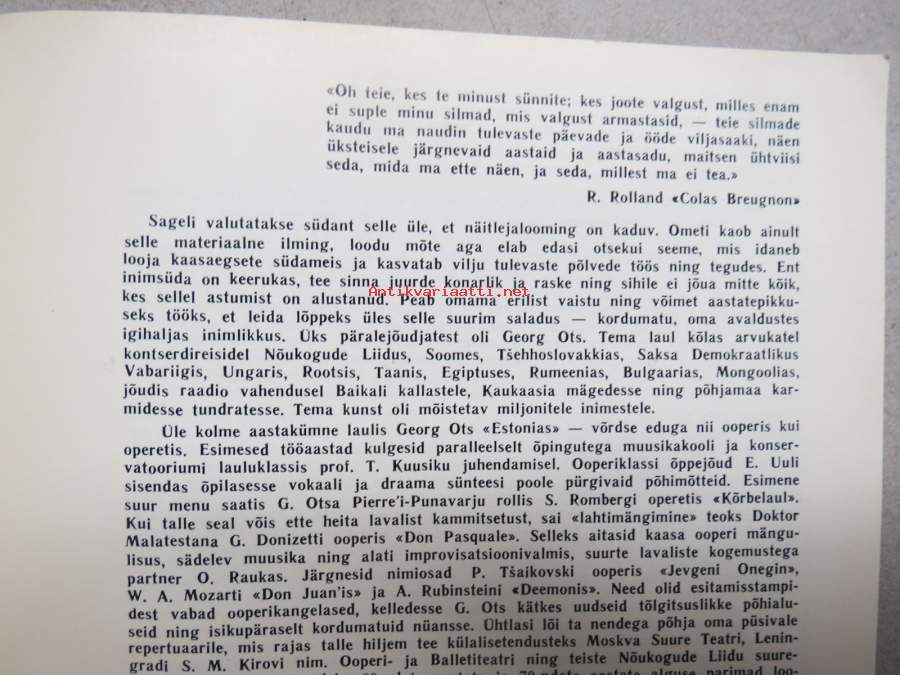 «Oh teie, kes te minust sünnite; kes joote valgust, milles enam
ei suple minu silmad, mis valgust armastasid, — teie silmade
kaudu ma naudin tulevaste päevade ja ööde viljasaaki, näen
üksteisele järgnevaid aastaid ja aastasadu, maitsen ühtviisi
seda, mida ma ette näen, ja seda, millest ma ei tea.»
R. Rolland «Colas Breugnon»
Sageli valutatakse südant selle üle, et näitlejalooming on kaduv. Ometi kaob ainult
selle materiaalne ilming, loodu mõte aga elab edasi otsekui seeme, mis idaneb
looja kaasaegsete südameis ja kasvatab vilju tulevaste põlvede töös ning tegudes. Ent
inimsüda on keerukas, tee sinna juurde konarlik ja raske ning sihile ei jõua mitte kõik,
kes sellel astumist on alustanud. Peab omama erilist vaistu ning võimet aastatepikku-
seks tööks, et leida lõppeks üles selle suurim saladus — kordumatu, oma avaldustes
igihaljas inimlikkus. Üks päralejõudjatest oli Georg Ots. Tema laul kõlas arvukatel
kontserdireisidel Nõukogude Liidus, Soomes, Tšehhoslovakkias, Saksa Demokraatlikus
Vabariigis, Ungaris, Rootsis, Taanis, Egiptuses, Rumeenias, Bulgaarias, Mongoolias,
jõudis raadio vahendusel Baikali kallastele, Kaukaasia mägedesse ning põhjamaa kar-
midesse tundratesse. Tema kunst oli mõistetav miljonitele inimestele.
Üle kolme aastakümne laulis Georg Ots «Estonias» — võrdse eduga nii ooperis kui
operetis. Esimesed tööaastad kulgesid paralleelselt õpingutega muusikakooli ja konser-
vatooriumi lauluklassis prof. T. Kuusiku juhendamisel. Ooperiklassi õppejõud E. Uuli
sisendas õpilasesse vokaali ja draama sünteesi poole pürgivaid põhimõtteid. Esimene
suur menu saatis G. Otsa Pierre'i-Punavarju rollis S. Rombergi operetis «Kõrbelaul».
Kui talle seal võis ette heita lavalist kammitsetust, sai «lahtimängimine» teoks Doktor
Malatestana G. Donizetti ooperis «Don Pasquale». Selleks aitasid kaasa ooperi mängu-
lisus, sädelev muusika ning alati improvisatsioonivalmis, suurte lavaliste kogemustega
partner O. Raukas. Järgnesid nimiosad P. Tšaikovski ooperis «Jevgeni Onegin»,
W. A. Mozarti «Don Juan'is» ja A. Rubinsteini «Deemonis». Need olid esitamisstampi-
dest vabad ooperikangelased, kelledesse G. Ots kätkes uudseid tõlgitsuslikke põhialu-
seid ning isikupäraselt kordumatuid nüansse. Ühtlasi lõi ta nendega põhja oma püsivale
repertuaarile, mis rajas talle hiljem tee külalisetendusteks Moskva Suure Teatri, Lenin-
gradi S. M. Kirovi nim. Ooperi- ja Balletiteatri ning teiste Nõukogude Liidu suure-
ja 70-ndate aastate alguse parimad loo-
Antikvariaatti.net